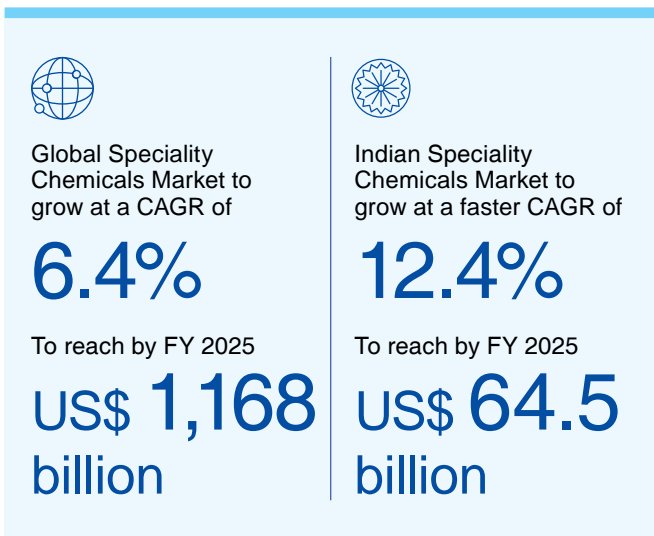 Global Speciality
Chemicals Market to
grow at a CAGR of
6.4%
To reach by FY 2025
US$ 1,168
billion
Indian Speciality
Chemicals Market to
grow at a faster CAGR of
12.4%
To reach by FY 2025
US$ 64.5
billion